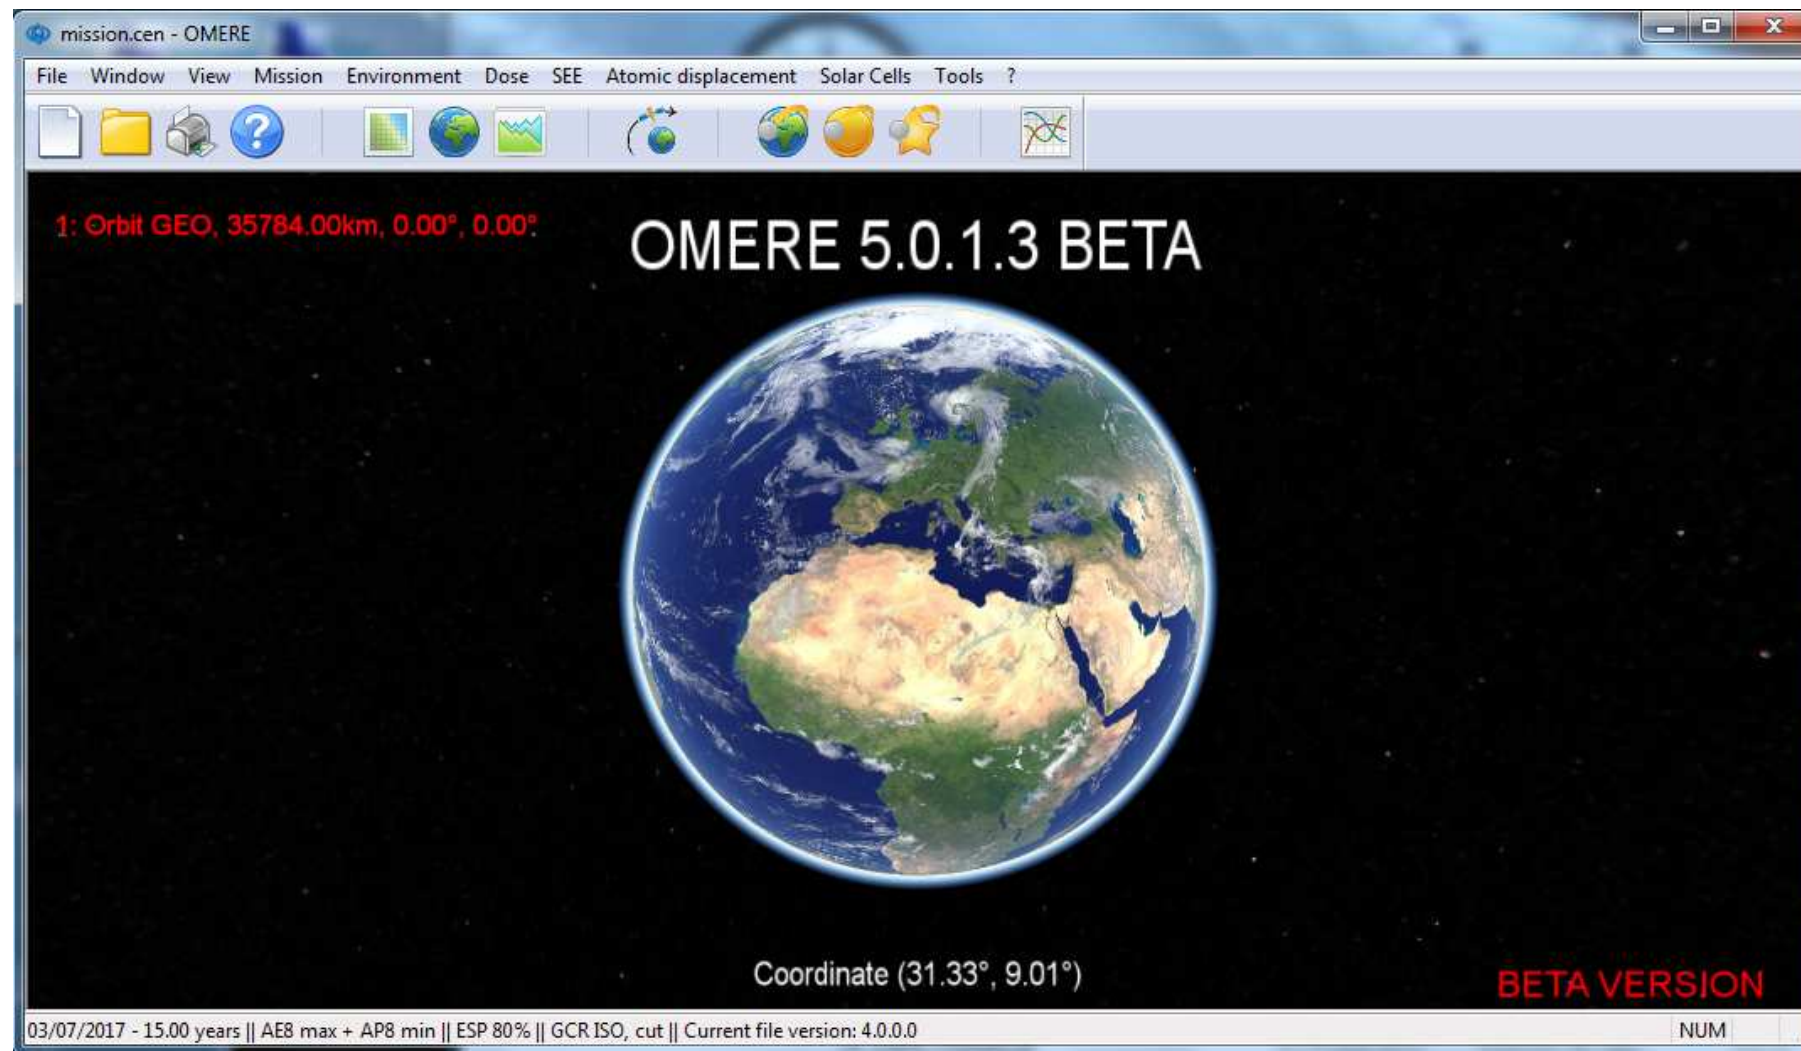 mission.cen - OMERE
File Window View Mission Environment Dose SEE Atomic displacement Solar Cells Tools ?
1: Orbit GEO, 35784.00km, 0.00°, 0.00°.
OMERE 5.0.1.3 BETA
Coordinate (31.33°, 9.01°)
BETA VERSION
03/07/2017 - 15.00 years || AE8 max + AP8 min || ESP 80% || GCR ISO, cut || Current file version: 4.0.0.0 NUM